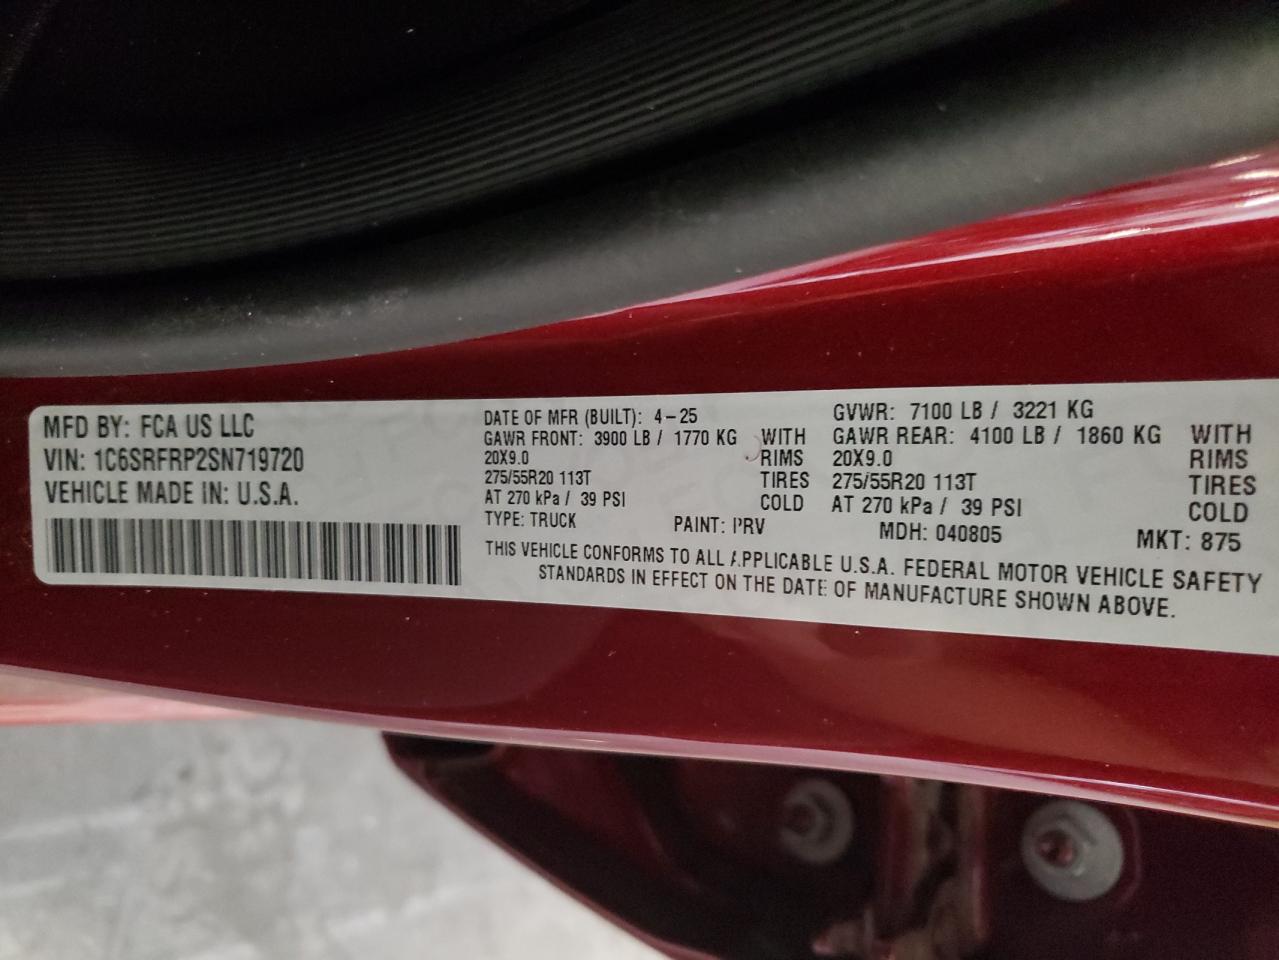 MFD BY: FCA US LLC
VIN: 1C6SRFRP2SN719720
VEHICLE MADE IN: U.S.A.
DATE OF MFR (BUILT): 4-25
GAWR FRONT: 3900 LB / 1770 KG WITH
20X9.0 RIMS
275/55R20 113T TIRES
AT 270 kPa / 39 PSI COLD
TYPE: TRUCK PAINT: PRV
GVWR: 7100 LB / 3221 KG
GAWR REAR: 4100 LB / 1860 KG WITH
20X9.0 RIMS
275/55R20 113T TIRES
AT 270 kPa / 39 PSI COLD
MDH: 040805 MKT: 875
THIS VEHICLE CONFORMS TO ALL APPLICABLE U.S.A. FEDERAL MOTOR VEHICLE SAFETY
STANDARDS IN EFFECT ON THE DATE OF MANUFACTURE SHOWN ABOVE.